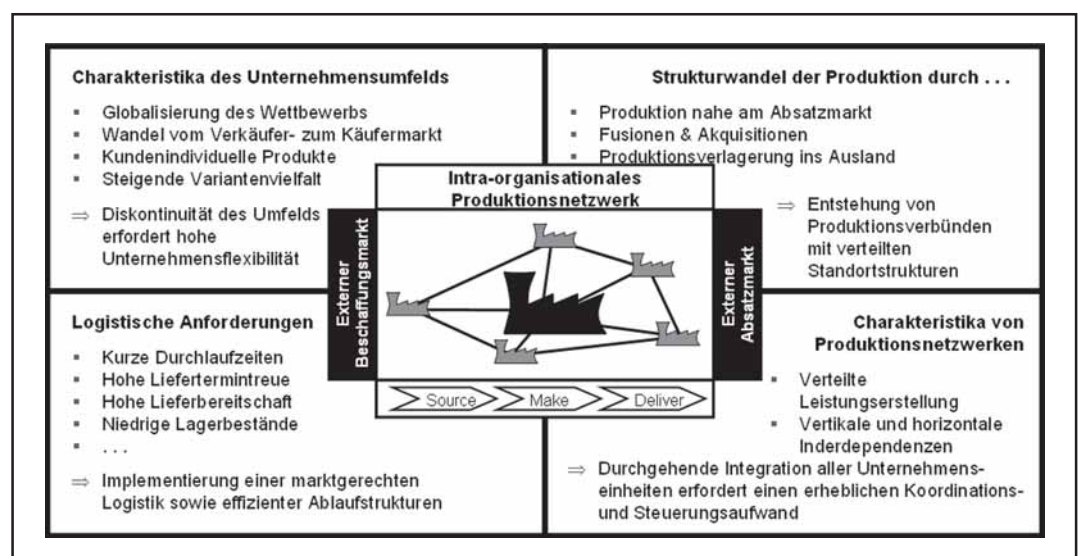 Charakteristika des Unternehmensumfelds
▪ Globalisierung des Wettbewerbs
▪ Wandel vom Verkäufer- zum Käufermarkt
▪ Kundenindividuelle Produkte
▪ Steigende Variantenvielfalt
⇒ Diskontinuität des Umfelds
erfordert hohe
Unternehmensflexibilität
Strukturwandel der Produktion durch . . .
▪ Produktion nahe am Absatzmarkt
▪ Fusionen & Akquisitionen
▪ Produktionsverlagerung ins Ausland
⇒ Entstehung von
Produktionsverbünden
mit verteilten
Standortstrukturen
Intra-organisationales
Produktionsnetzwerk
Externer
Beschaffungsmarkt
Externer
Absatzmarkt
Source Make Deliver
Logistische Anforderungen
▪ Kurze Durchlaufzeiten
▪ Hohe Liefertermintreue
▪ Hohe Lieferbereitschaft
▪ Niedrige Lagerbestände
▪ . . .
⇒ Implementierung einer marktgerechten
Logistik sowie effizienter Ablaufstrukturen
Charakteristika von
Produktionsnetzwerken
▪ Verteilte
Leistungserstellung
▪ Vertikale und horizontale
Inderdependenzen
⇒ Durchgehende Integration aller Unternehmens-
einheiten erfordert einen erheblichen Koordinations-
und Steuerungsaufwand